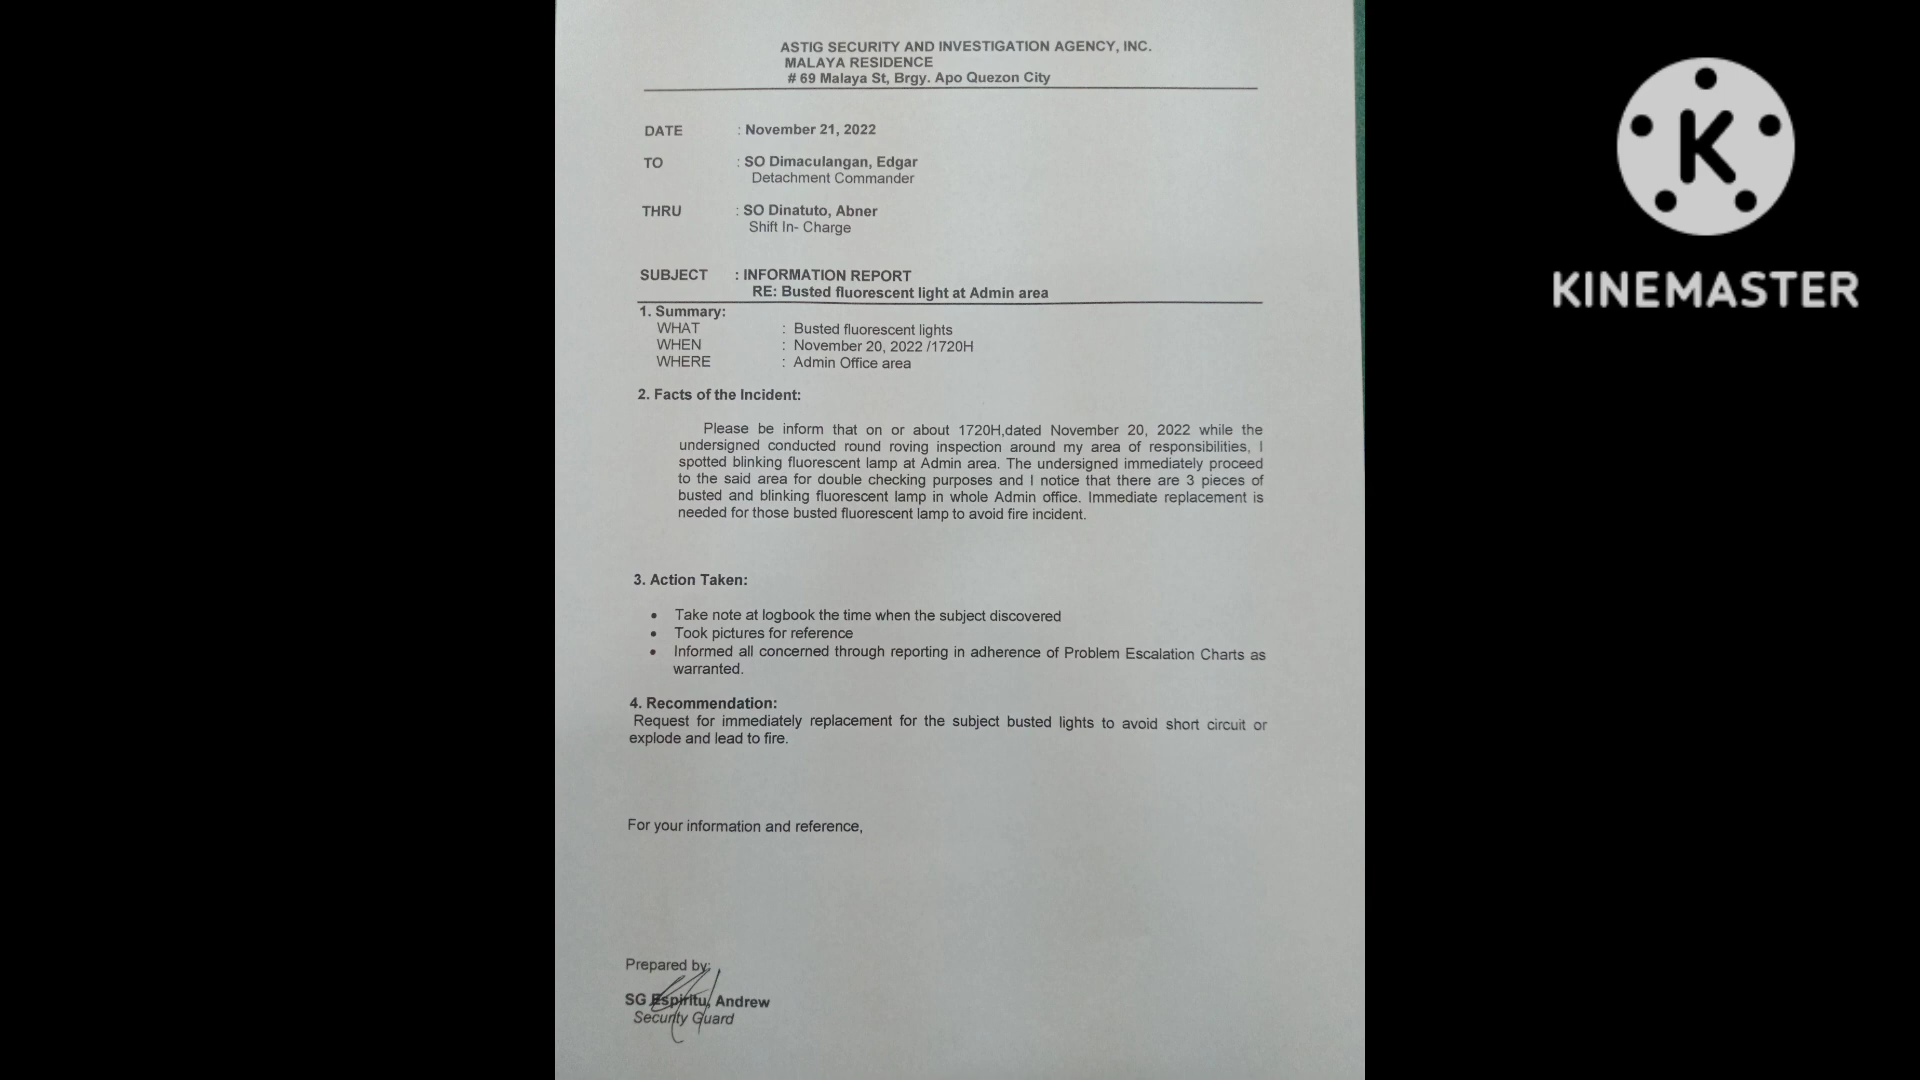 ASTIG SECURITY AND INVESTIGATION AGENCY, INC.
MALAYA RESIDENCE
# 69 Malaya St, Brgy. Apo Quezon City
DATE : November 21, 2022
TO : SO Dimaculangan, Edgar
Detachment Commander
THRU : SO Dinatuto, Abner
Shift In- Charge
SUBJECT : INFORMATION REPORT
RE: Busted fluorescent light at Admin area
1. Summary:
WHAT : Busted fluorescent lights
WHEN : November 20, 2022 /1720H
WHERE : Admin Office area
2. Facts of the Incident:
Please be inform that on or about 1720H,dated November 20, 2022 while the
undersigned conducted round roving inspection around my area of responsibilities, I
spotted blinking fluorescent lamp at Admin area. The undersigned immediately proceed
to the said area for double checking purposes and I notice that there are 3 pieces of
busted and blinking fluorescent lamp in whole Admin office. Immediate replacement is
needed for those busted fluorescent lamp to avoid fire incident.
3. Action Taken:
• Take note at logbook the time when the subject discovered
• Took pictures for reference
• Informed all concerned through reporting in adherence of Problem Escalation Charts as
warranted.
4. Recommendation:
Request for immediately replacement for the subject busted lights to avoid short circuit or
explode and lead to fire.
For your information and reference,
Prepared by:
SG Espiritu, Andrew
Security Guard
K
KINEMASTER